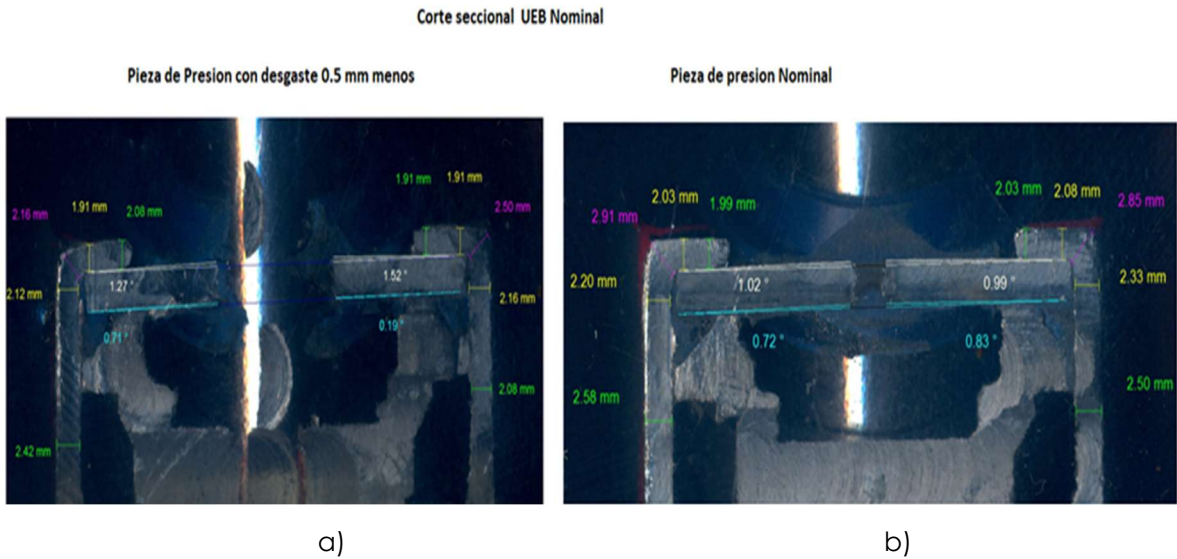 Corte seccional UEB Nominal
Pieza de Presion con desgaste 0.5 mm menos
Pieza de presion Nominal
1.91 mm
1.91 mm
1.91 mm
2.16 mm
2.08 mm
2.50 mm
1.27 °
1.52 °
2.12 mm
2.16 mm
0.71 °
0.19 °
2.08 mm
2.42 mm
2.03 mm
2.03 mm
2.08 mm
2.91 mm
1.99 mm
2.85 mm
2.20 mm
1.02 °
0.99 °
2.33 mm
0.72 °
0.83 °
2.58 mm
2.50 mm
a)
b)